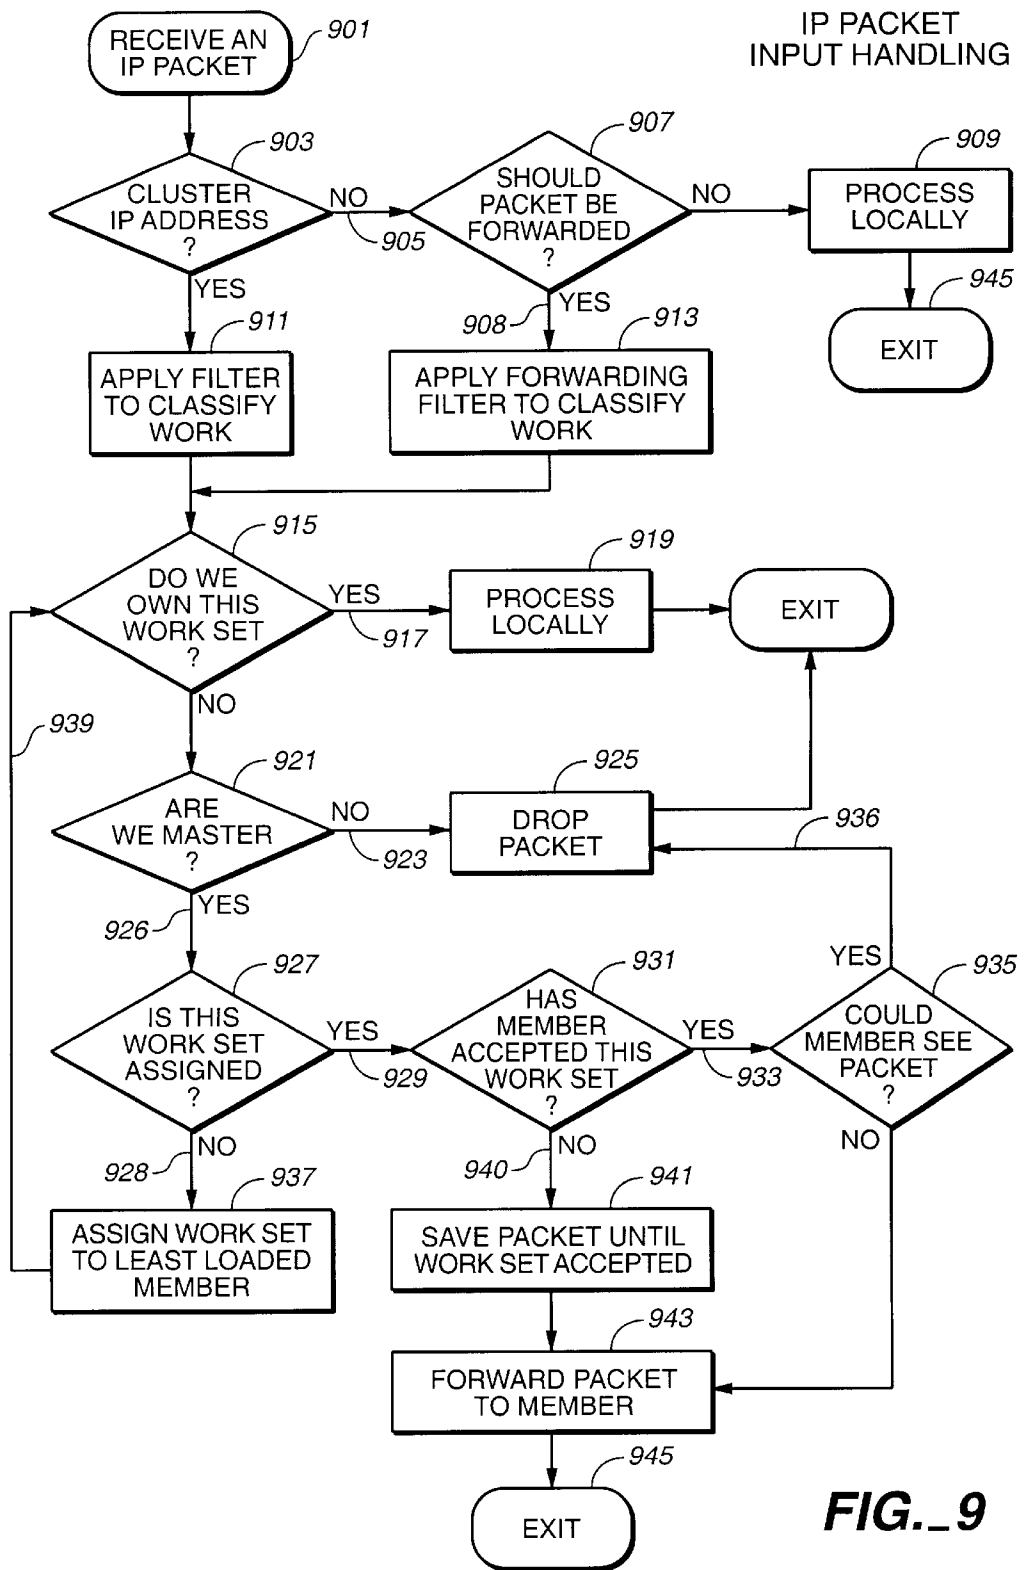 RECEIVE AN
IP PACKET
901
IP PACKET
INPUT HANDLING
903
CLUSTER
IP ADDRESS
?
NO
905
YES
907
SHOULD
PACKET BE
FORWARDED
?
NO
908
YES
909
PROCESS
LOCALLY
945
EXIT
911
APPLY FILTER
TO CLASSIFY
WORK
913
APPLY FORWARDING
FILTER TO CLASSIFY
WORK
915
DO WE
OWN THIS
WORK SET
?
YES
917
NO
919
PROCESS
LOCALLY
EXIT
939
921
ARE
WE MASTER
?
NO
923
925
DROP
PACKET
936
926
YES
927
IS THIS
WORK SET
ASSIGNED
?
YES
929
931
HAS
MEMBER
ACCEPTED THIS
WORK SET
?
YES
933
YES
935
COULD
MEMBER SEE
PACKET
?
NO
928
NO
937
ASSIGN WORK SET
TO LEAST LOADED
MEMBER
940
NO
941
SAVE PACKET UNTIL
WORK SET ACCEPTED
943
FORWARD PACKET
TO MEMBER
945
EXIT
FIG._9